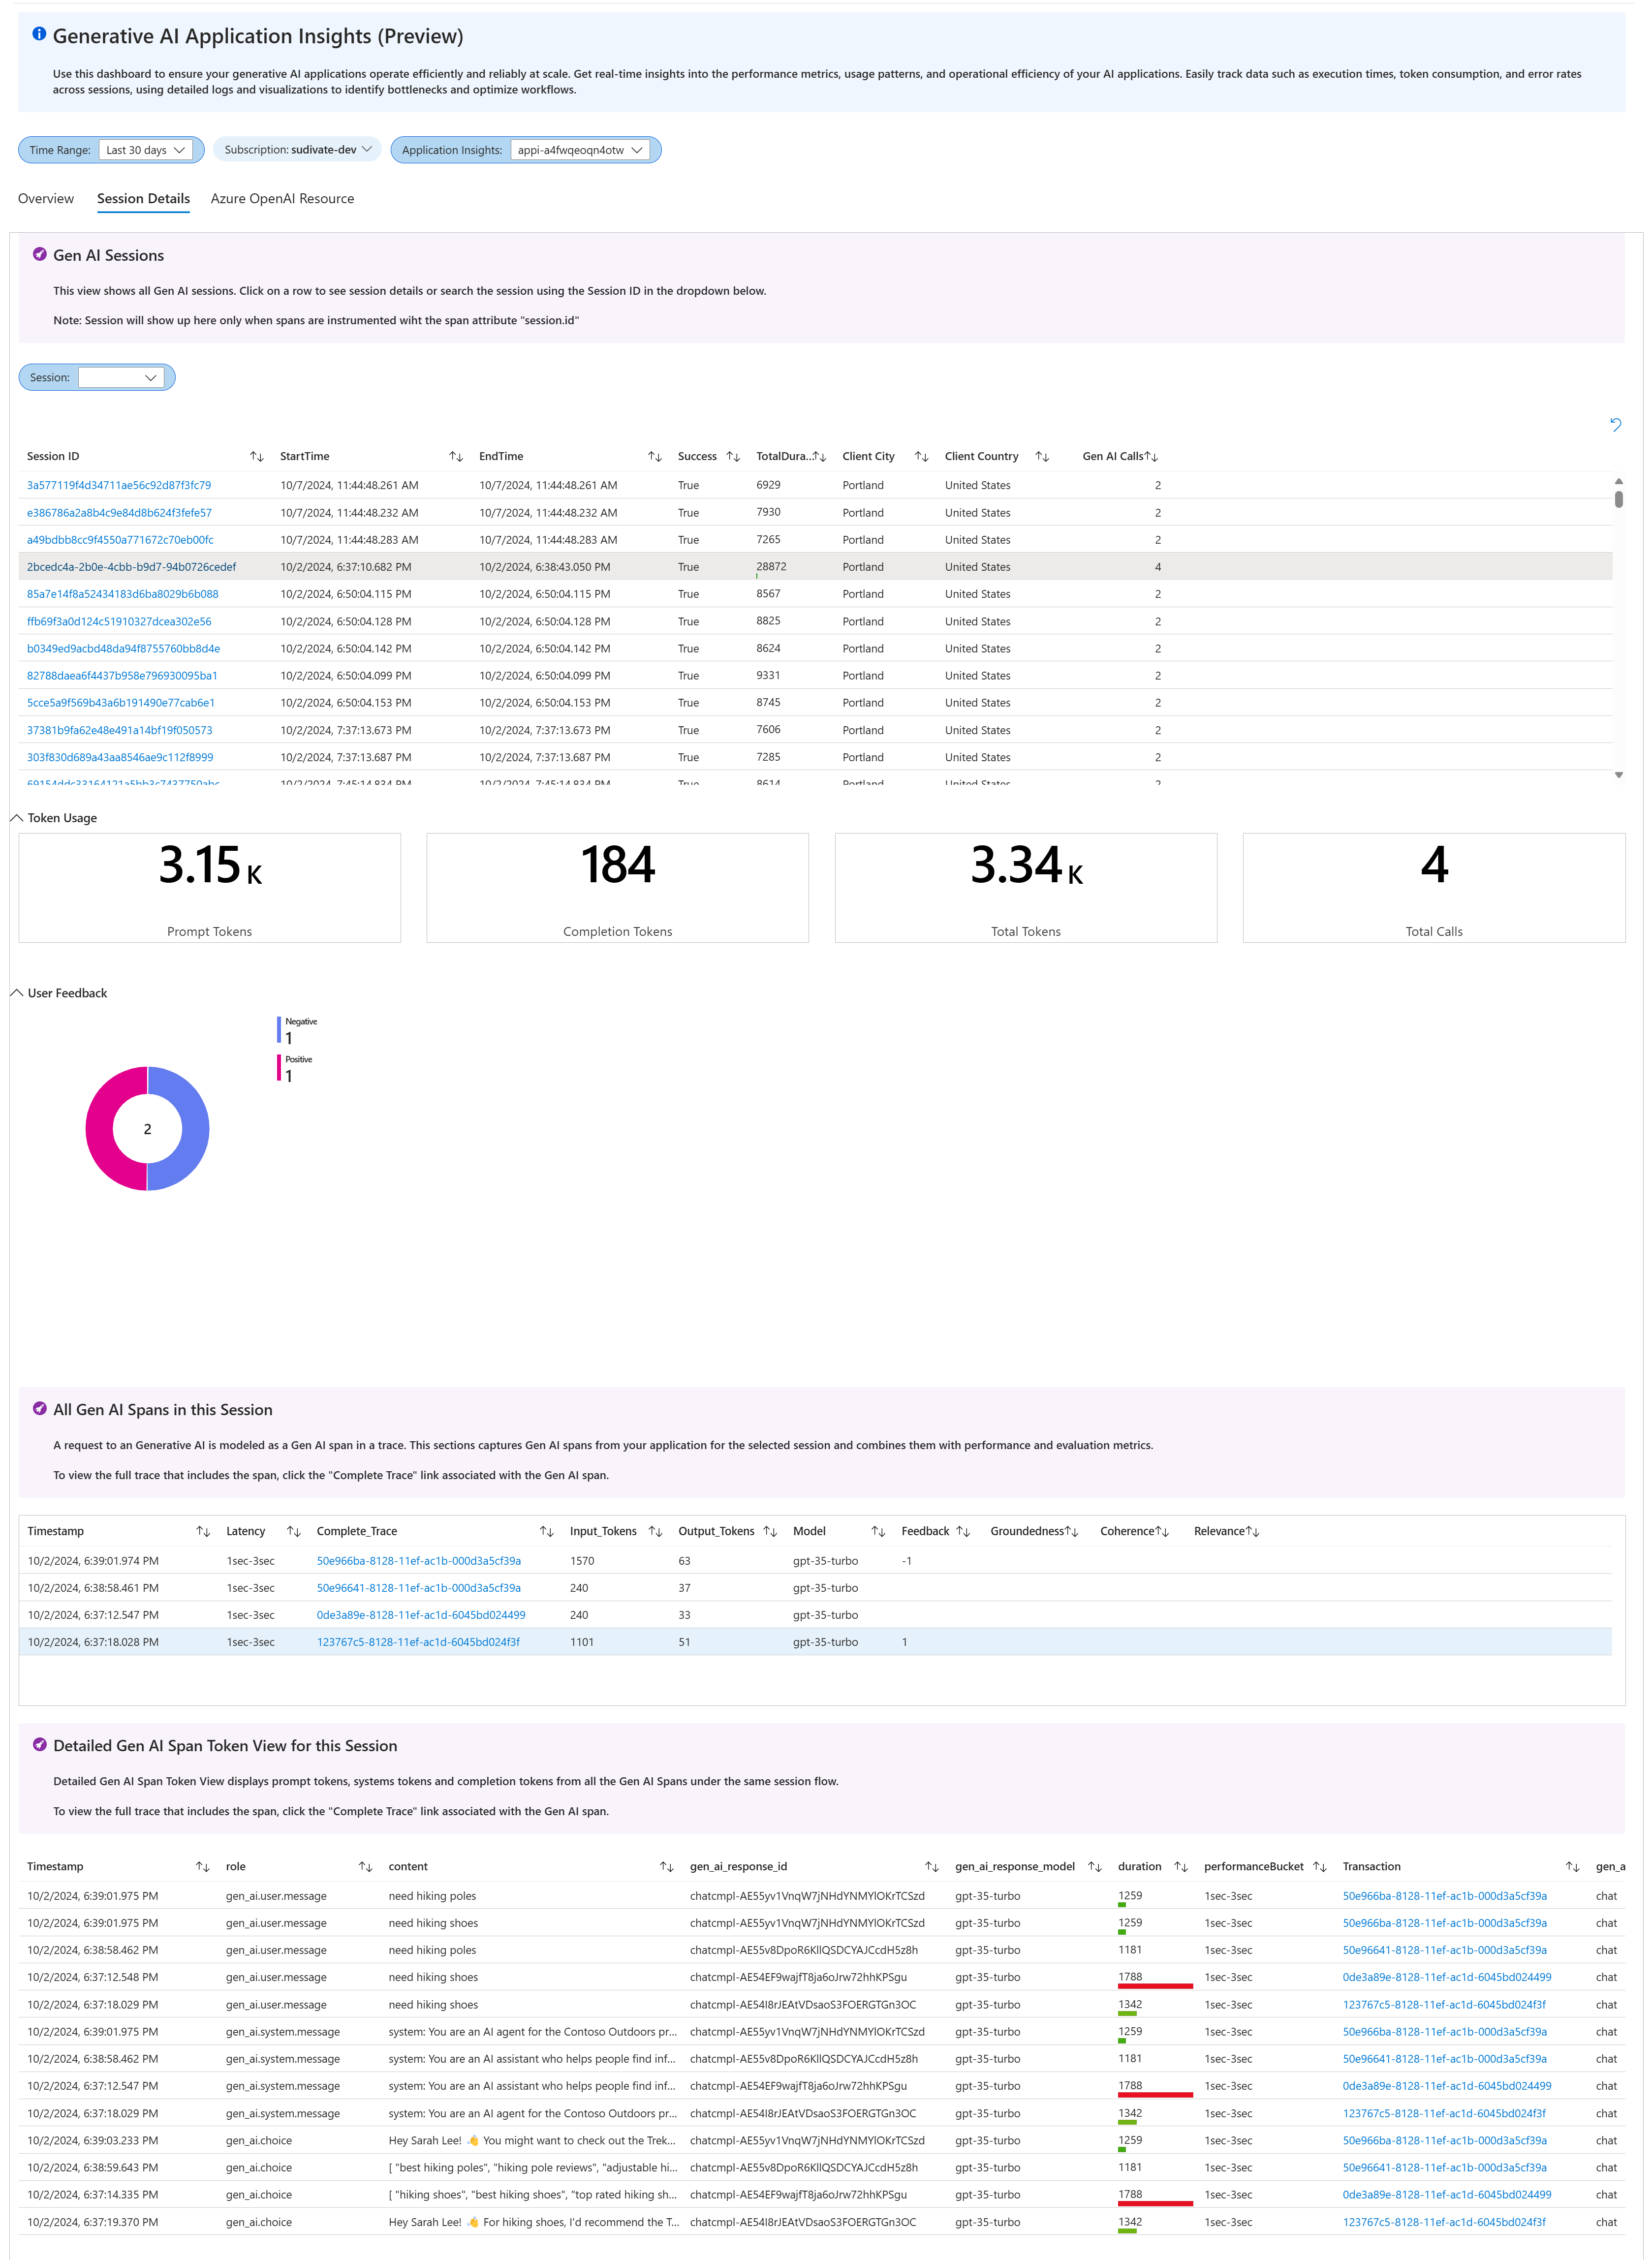 Generative AI Application Insights (Preview)
Use this dashboard to ensure your generative AI applications operate efficiently and reliably at scale. Get real-time insights into the performance metrics, usage patterns, and operational efficiency of your AI applications. Easily track data such as execution times, token consumption, and error rates
across sessions, using detailed logs and visualizations to identify bottlenecks and optimize workflows.
Time Range: Last 30 days Subscription: sudivate-dev Application Insights: appi-a4fwqeoqn4otw
Overview Session Details Azure OpenAI Resource
Gen AI Sessions
This view shows all Gen AI sessions. Click on a row to see session details or search the session using the Session ID in the dropdown below.
Note: Session will show up here only when spans are instrumented wiht the span attribute "session.id"
Session:
Session ID StartTime EndTime Success TotalDura... Client City Client Country Gen AI Calls
3a577119f4d34711ae56c92d87f3fc79 10/7/2024, 11:44:48.261 AM 10/7/2024, 11:44:48.261 AM True 6929 Portland United States 2
e386786a2a8b4c9e84d8b624f3fefe57 10/7/2024, 11:44:48.232 AM 10/7/2024, 11:44:48.232 AM True 7930 Portland United States 2
a49bdbb8cc9f4550a771672c70eb00fc 10/7/2024, 11:44:48.283 AM 10/7/2024, 11:44:48.283 AM True 7265 Portland United States 2
2bcedc4a-2b0e-4cbb-b9d7-94b0726cedef 10/2/2024, 6:37:10.682 PM 10/2/2024, 6:38:43.050 PM True 28872 Portland United States 4
85a7e14f8a52434183d6ba8029b6b088 10/2/2024, 6:50:04.115 PM 10/2/2024, 6:50:04.115 PM True 8567 Portland United States 2
ffb69f3a0d124c51910327dcea302e56 10/2/2024, 6:50:04.128 PM 10/2/2024, 6:50:04.128 PM True 8825 Portland United States 2
b0349ed9acbd48da94f8755760bb8d4e 10/2/2024, 6:50:04.142 PM 10/2/2024, 6:50:04.142 PM True 8624 Portland United States 2
82788daea6f4437b958e796930095ba1 10/2/2024, 6:50:04.099 PM 10/2/2024, 6:50:04.099 PM True 9331 Portland United States 2
5cce5a9f569b43a6b191490e77cab6e1 10/2/2024, 6:50:04.153 PM 10/2/2024, 6:50:04.153 PM True 8745 Portland United States 2
37381b9fa62e48e491a14bf19f050573 10/2/2024, 7:37:13.673 PM 10/2/2024, 7:37:13.673 PM True 7606 Portland United States 2
303f830d689a43aa8546ae9c112f8999 10/2/2024, 7:37:13.687 PM 10/2/2024, 7:37:13.687 PM True 7285 Portland United States 2
10/2/2024, 7:45:14.834 PM 10/2/2024, 7:45:14.834 PM True 8614 Portland United States 2
Token Usage
3.15 K 184 3.34 K 4
Prompt Tokens Completion Tokens Total Tokens Total Calls
User Feedback
Negative
1
Positive
1
2
All Gen AI Spans in this Session
A request to an Generative AI is modeled as a Gen AI span in a trace. This sections captures Gen AI spans from your application for the selected session and combines them with performance and evaluation metrics.
To view the full trace that includes the span, click the "Complete Trace" link associated with the Gen AI span.
Timestamp Latency Complete_Trace Input_Tokens Output_Tokens Model Feedback Groundedness Coherence Relevance
10/2/2024, 6:39:01.974 PM 1sec-3sec 50e966ba-8128-11ef-ac1b-000d3a5cf39a 1570 63 gpt-35-turbo -1
10/2/2024, 6:38:58.461 PM 1sec-3sec 50e96641-8128-11ef-ac1b-000d3a5cf39a 240 37 gpt-35-turbo
10/2/2024, 6:37:12.547 PM 1sec-3sec 0de3a89e-8128-11ef-ac1d-6045bd024499 240 33 gpt-35-turbo
10/2/2024, 6:37:18.028 PM 1sec-3sec 123767c5-8128-11ef-ac1d-6045bd024f3f 1101 51 gpt-35-turbo 1
Detailed Gen AI Span Token View for this Session
Detailed Gen AI Span Token View displays prompt tokens, systems tokens and completion tokens from all the Gen AI Spans under the same session flow.
To view the full trace that includes the span, click the "Complete Trace" link associated with the Gen AI span.
Timestamp role content gen_ai_response_id gen_ai_response_model duration performanceBucket Transaction gen_a
10/2/2024, 6:39:01.975 PM gen_ai.user.message need hiking poles chatcmpl-AE55yv1VnqW7jNHdYNMYlOKrTCSzd gpt-35-turbo 1259 1sec-3sec 50e966ba-8128-11ef-ac1b-000d3a5cf39a chat
10/2/2024, 6:39:01.975 PM gen_ai.user.message need hiking shoes chatcmpl-AE55yv1VnqW7jNHdYNMYlOKrTCSzd gpt-35-turbo 1259 1sec-3sec 50e966ba-8128-11ef-ac1b-000d3a5cf39a chat
10/2/2024, 6:38:58.462 PM gen_ai.user.message need hiking poles chatcmpl-AE55v8DpoR6KllQSDCYAJCcdH5z8h gpt-35-turbo 1181 1sec-3sec 50e96641-8128-11ef-ac1b-000d3a5cf39a chat
10/2/2024, 6:37:12.548 PM gen_ai.user.message need hiking shoes chatcmpl-AE54EF9wajfT8ja6oJrw72hhKPSgu gpt-35-turbo 1788 1sec-3sec 0de3a89e-8128-11ef-ac1d-6045bd024499 chat
10/2/2024, 6:37:18.029 PM gen_ai.user.message need hiking shoes chatcmpl-AE54I8rJEAtVDsaoS3FOERGTGn3OC gpt-35-turbo 1342 1sec-3sec 123767c5-8128-11ef-ac1d-6045bd024f3f chat
10/2/2024, 6:39:01.975 PM gen_ai.system.message system: You are an AI agent for the Contoso Outdoors pr... chatcmpl-AE55yv1VnqW7jNHdYNMYlOKrTCSzd gpt-35-turbo 1259 1sec-3sec 50e966ba-8128-11ef-ac1b-000d3a5cf39a chat
10/2/2024, 6:38:58.462 PM gen_ai.system.message system: You are an AI assistant who helps people find inf... chatcmpl-AE55v8DpoR6KllQSDCYAJCcdH5z8h gpt-35-turbo 1181 1sec-3sec 50e96641-8128-11ef-ac1b-000d3a5cf39a chat
10/2/2024, 6:37:12.547 PM gen_ai.system.message system: You are an AI assistant who helps people find inf... chatcmpl-AE54EF9wajfT8ja6oJrw72hhKPSgu gpt-35-turbo 1788 1sec-3sec 0de3a89e-8128-11ef-ac1d-6045bd024499 chat
10/2/2024, 6:37:18.029 PM gen_ai.system.message system: You are an AI agent for the Contoso Outdoors pr... chatcmpl-AE54I8rJEAtVDsaoS3FOERGTGn3OC gpt-35-turbo 1342 1sec-3sec 123767c5-8128-11ef-ac1d-6045bd024f3f chat
10/2/2024, 6:39:03.233 PM gen_ai.choice Hey Sarah Lee! 👋 You might want to check out the Trek... chatcmpl-AE55yv1VnqW7jNHdYNMYlOKrTCSzd gpt-35-turbo 1259 1sec-3sec 50e966ba-8128-11ef-ac1b-000d3a5cf39a chat
10/2/2024, 6:38:59.643 PM gen_ai.choice [ "best hiking poles", "hiking pole reviews", "adjustable hi... chatcmpl-AE55v8DpoR6KllQSDCYAJCcdH5z8h gpt-35-turbo 1181 1sec-3sec 50e96641-8128-11ef-ac1b-000d3a5cf39a chat
10/2/2024, 6:37:14.335 PM gen_ai.choice [ "hiking shoes", "best hiking shoes", "top rated hiking sh... chatcmpl-AE54EF9wajfT8ja6oJrw72hhKPSgu gpt-35-turbo 1788 1sec-3sec 0de3a89e-8128-11ef-ac1d-6045bd024499 chat
10/2/2024, 6:37:19.370 PM gen_ai.choice Hey Sarah Lee! 👋 For hiking shoes, I'd recommend the T... chatcmpl-AE54I8rJEAtVDsaoS3FOERGTGn3OC gpt-35-turbo 1342 1sec-3sec 123767c5-8128-11ef-ac1d-6045bd024f3f chat